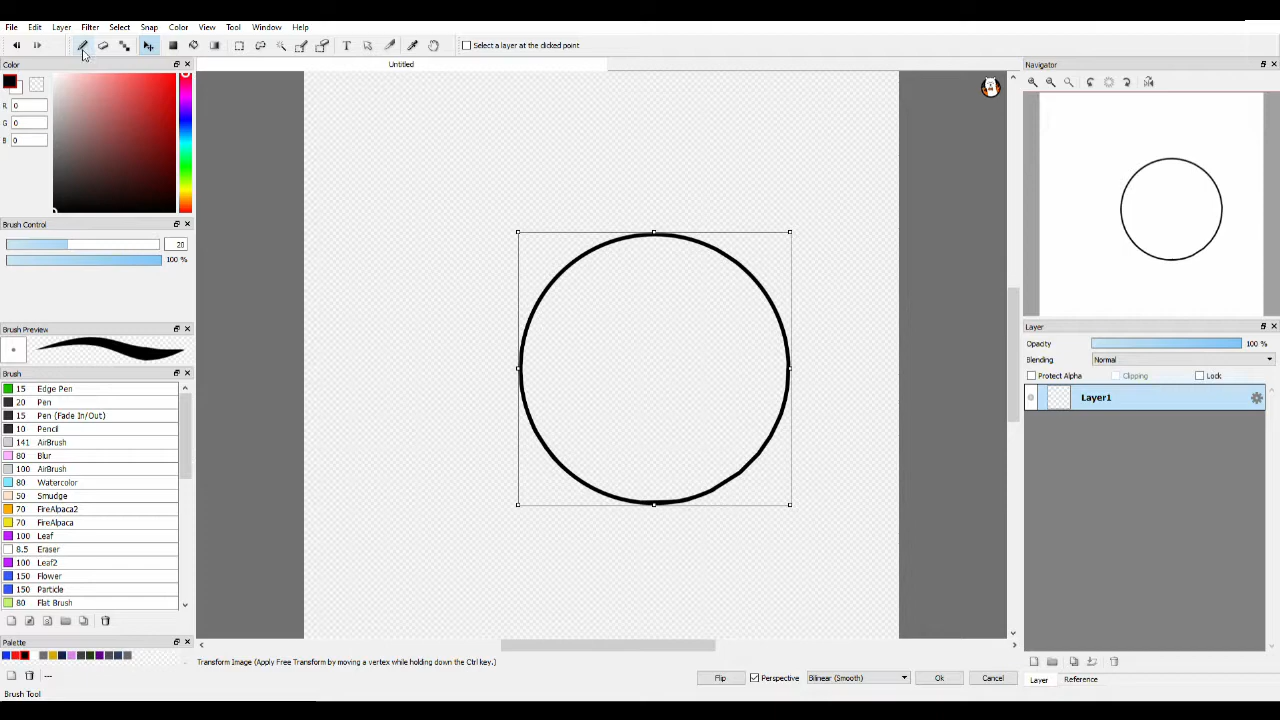 File Edit Layer Filter Select Snap Color View Tool Window Help
Select a layer at the clicked point
Color
Untitled
Navigator
R 0
G 0
B 0
Brush Control
20
100 %
Brush Preview
Brush
15 Edge Pen
20 Pen
15 Pen (Fade In/Out)
10 Pencil
141 AirBrush
80 Blur
100 AirBrush
80 Watercolor
50 Smudge
70 FireAlpaca2
70 FireAlpaca
100 Leaf
8.5 Eraser
100 Leaf2
150 Flower
150 Particle
80 Flat Brush
Palette
---
Brush Tool
Layer
Opacity 100 %
Blending Normal
Protect Alpha Clipping Lock
Layer1
Transform Image (Apply Free Transform by moving a vertex while holding down the Ctrl key.)
Flip Perspective Bilinear (Smooth) Ok Cancel
Layer Reference